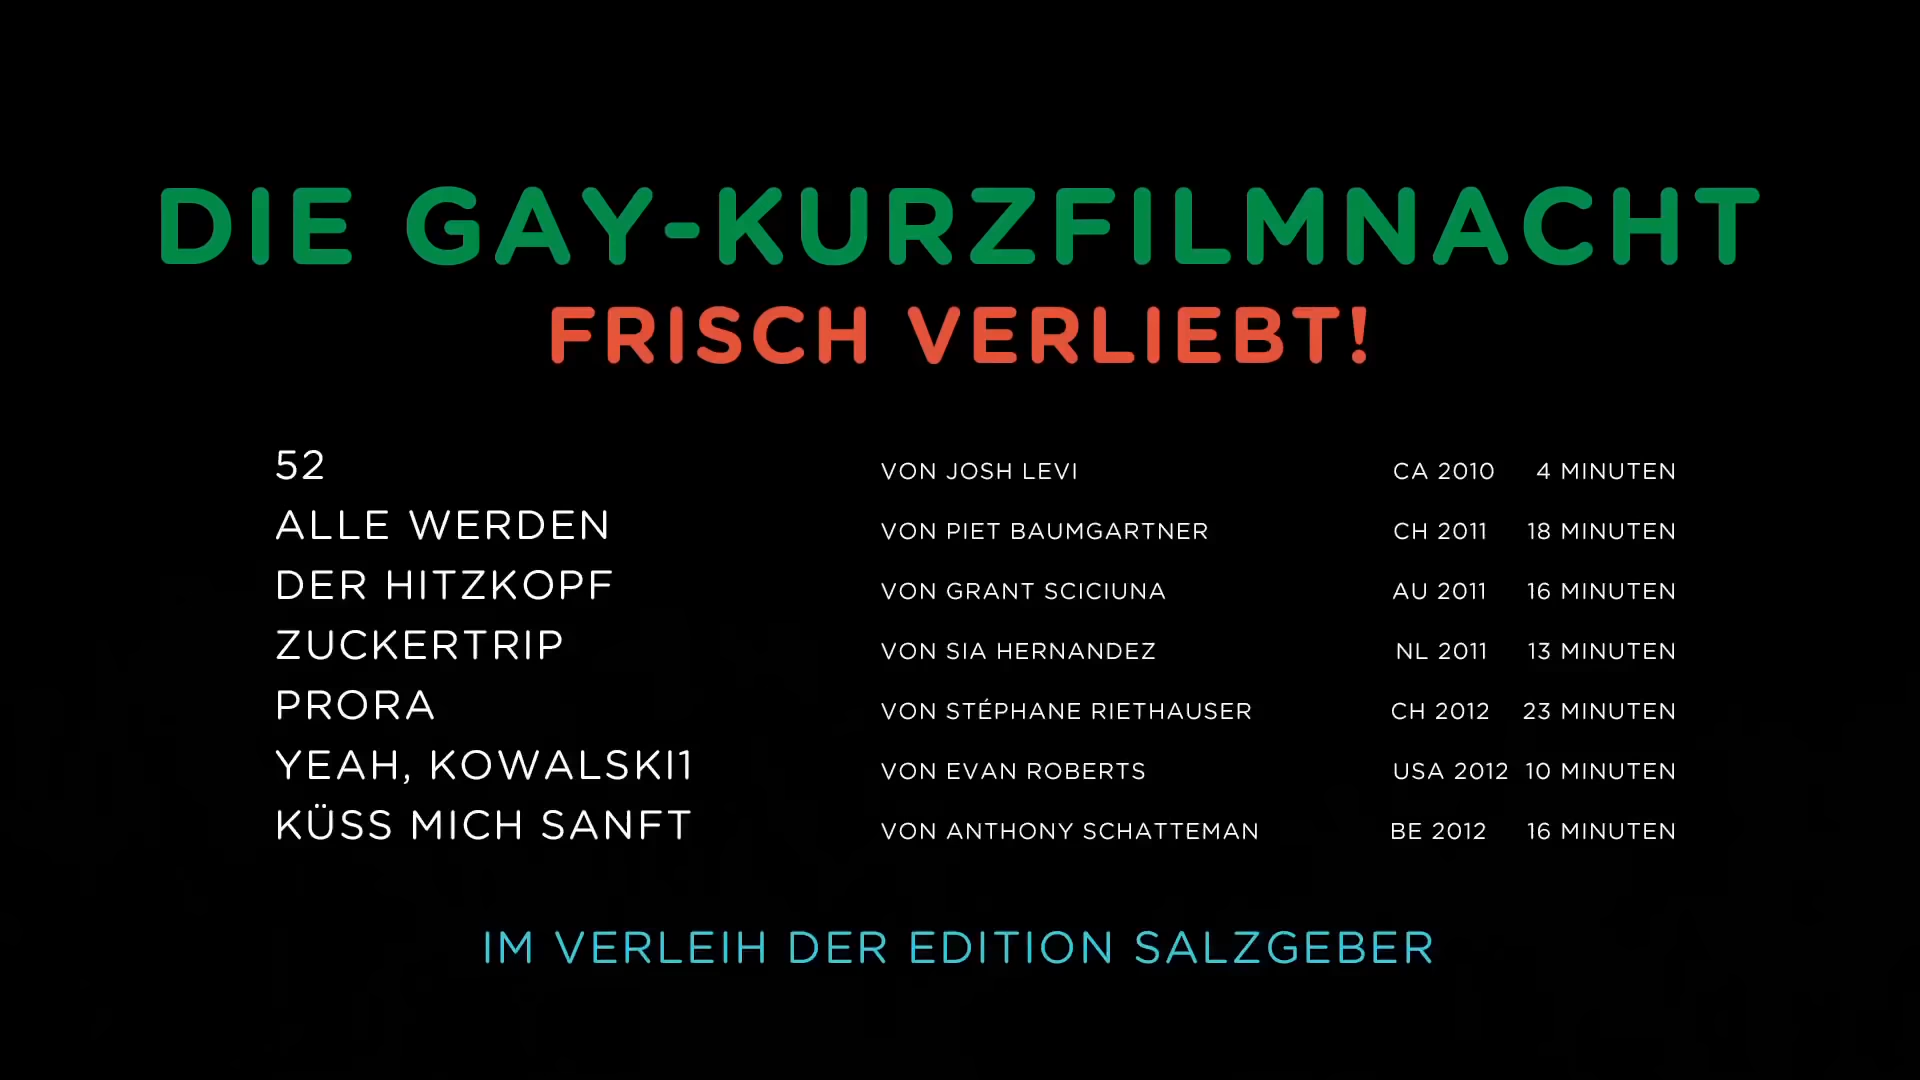 DIE GAY-KURZFILMNACHT
FRISCH VERLIEBT!
52 VON JOSH LEVI CA 2010 4 MINUTEN
ALLE WERDEN VON PIET BAUMGARTNER CH 2011 18 MINUTEN
DER HITZKOPF VON GRANT SCICIUNA AU 2011 16 MINUTEN
ZUCKERTRIP VON SIA HERNANDEZ NL 2011 13 MINUTEN
PRORA VON STÉPHANE RIETHAUSER CH 2012 23 MINUTEN
YEAH, KOWALSKI1 VON EVAN ROBERTS USA 2012 10 MINUTEN
KÜSS MICH SANFT VON ANTHONY SCHATTEMAN BE 2012 16 MINUTEN
IM VERLEIH DER EDITION SALZGEBER